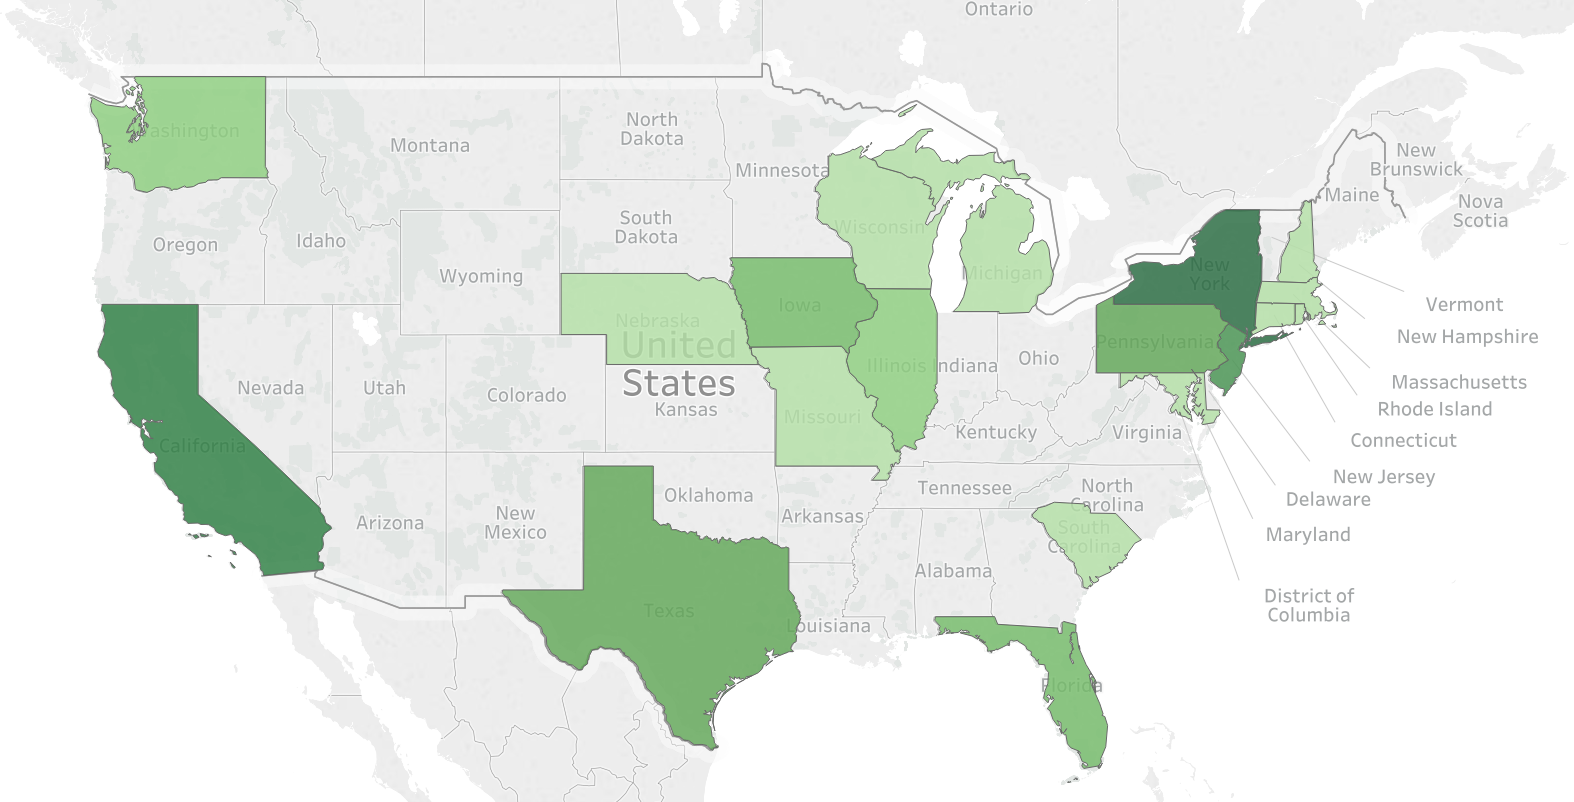 Ontario
Washington
Montana
North
Dakota
Minnesota
New
Brunswick
Maine
Nova
Scotia
Oregon
Idaho
South
Dakota
Wisconsin
Wyoming
Michigan
New
York
Vermont
Iowa
Nebraska
United
States
New Hampshire
Pennsylvania
Nevada
Utah
Colorado
Kansas
Illinois
Indiana
Ohio
Massachusetts
Rhode Island
Missouri
Kentucky
Virginia
Connecticut
California
New Jersey
Delaware
Oklahoma
Tennessee
North
Carolina
Arizona
New
Mexico
Arkansas
South
Carolina
Maryland
Alabama
District of
Columbia
Texas
Louisiana
Florida